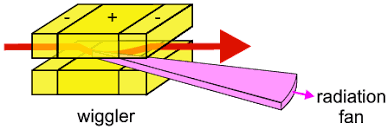 - + -
wiggler
radiation
fan